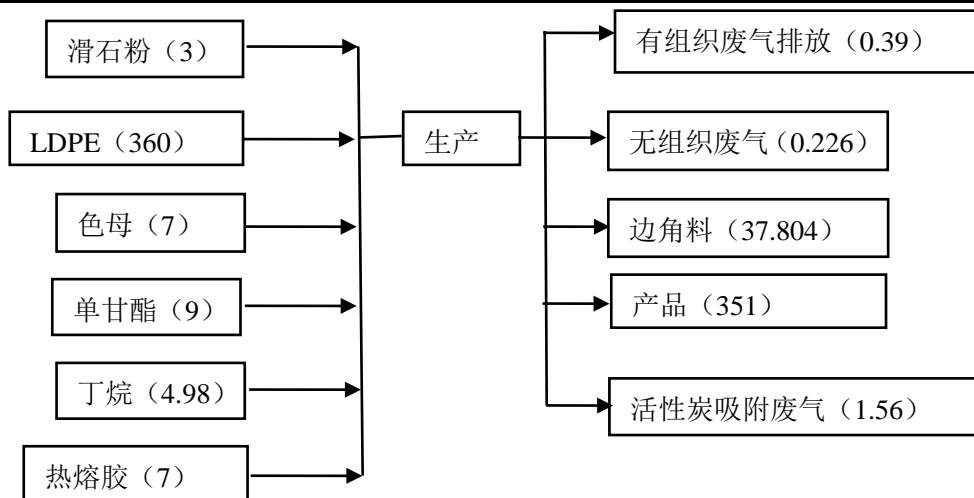 滑石粉（3）
LDPE（360）
色母（7）
单甘酯（9）
丁烷（4.98）
热熔胶（7）
生产
有组织废气排放（0.39）
无组织废气（0.226）
边角料（37.804）
产品（351）
活性炭吸附废气（1.56）